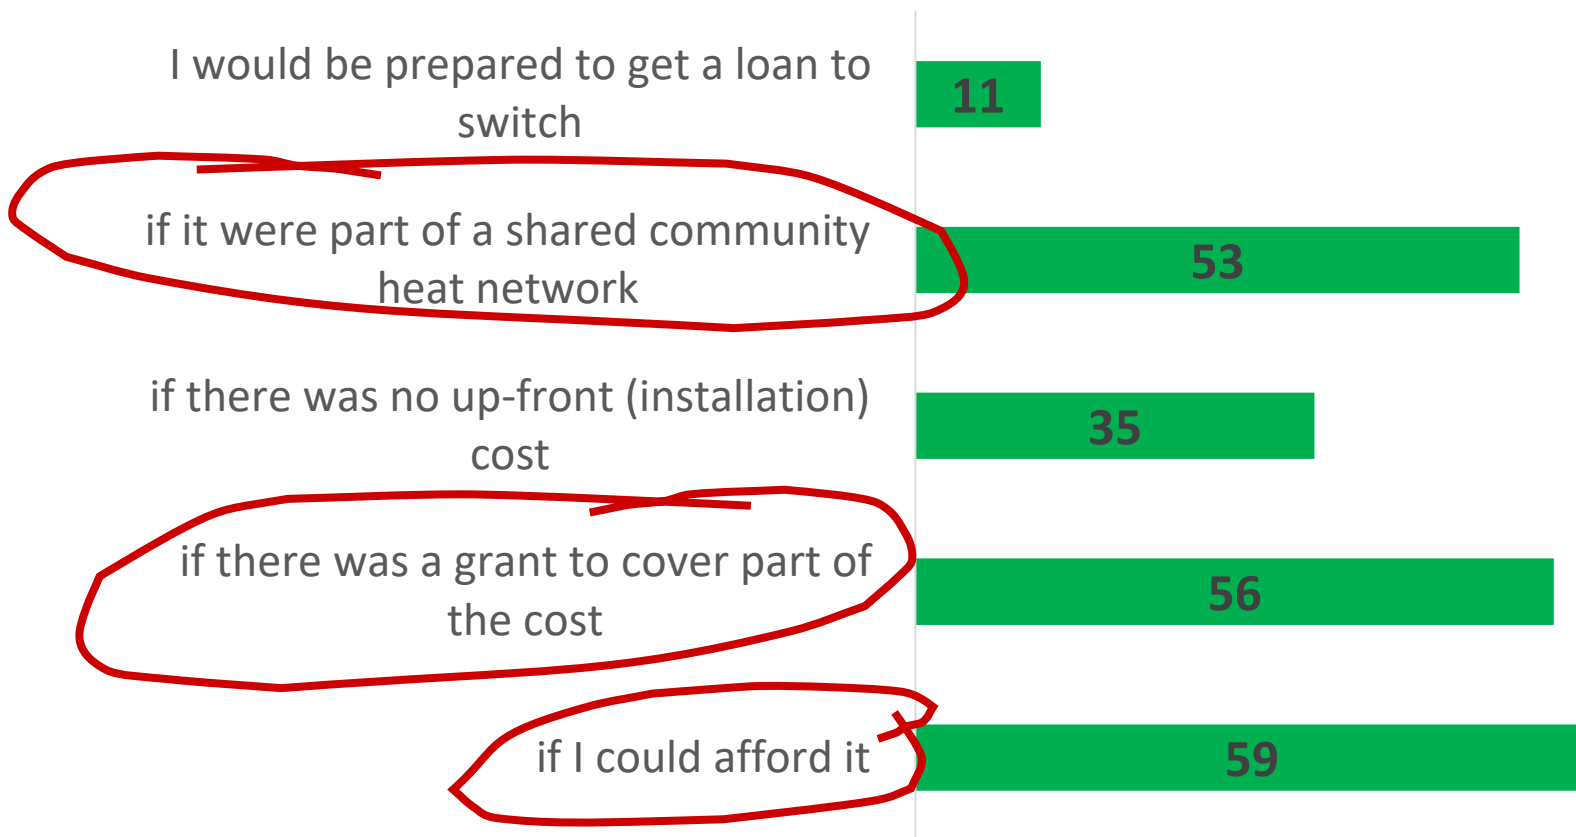 I would be prepared to get a loan to
switch
11
if it were part of a shared community
heat network
53
if there was no up-front (installation)
cost
35
if there was a grant to cover part of
the cost
56
if I could afford it
59